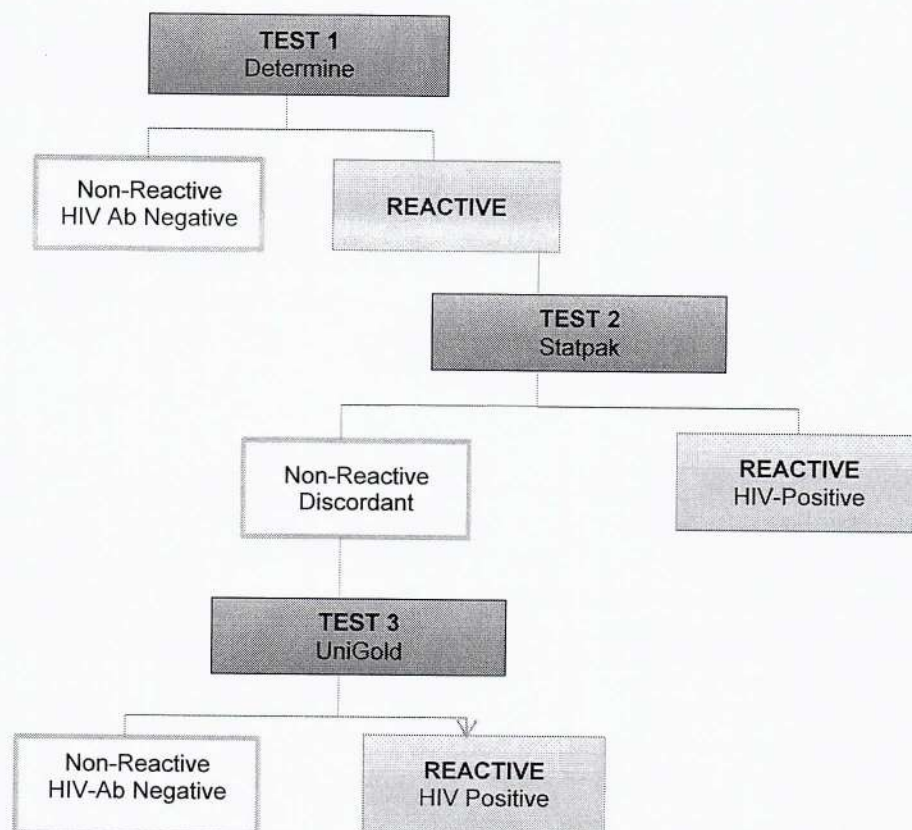 TEST 1
Determine
Non-Reactive
HIV Ab Negative
REACTIVE
TEST 2
Statpak
Non-Reactive
Discordant
REACTIVE
HIV-Positive
TEST 3
UniGold
Non-Reactive
HIV-Ab Negative
REACTIVE
HIV Positive